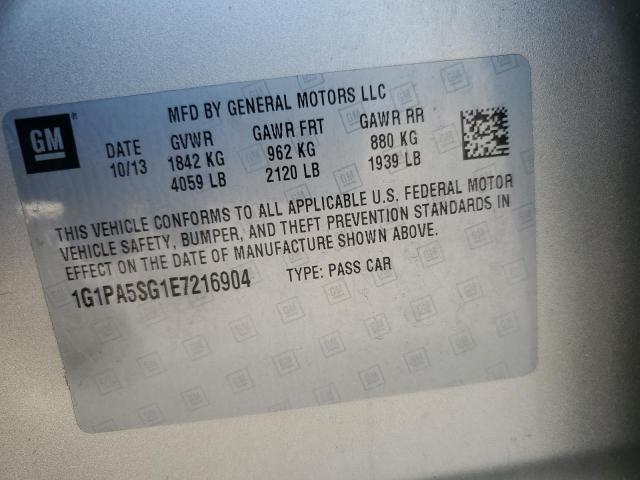 MFD BY GENERAL MOTORS LLC
GM
DATE GVWR GAWR FRT GAWR RR
10/13 1842 KG 962 KG 880 KG
4059 LB 2120 LB 1939 LB
THIS VEHICLE CONFORMS TO ALL APPLICABLE U.S. FEDERAL MOTOR
VEHICLE SAFETY, BUMPER, AND THEFT PREVENTION STANDARDS IN
EFFECT ON THE DATE OF MANUFACTURE SHOWN ABOVE.
1G1PA5SG1E7216904 TYPE: PASS CAR